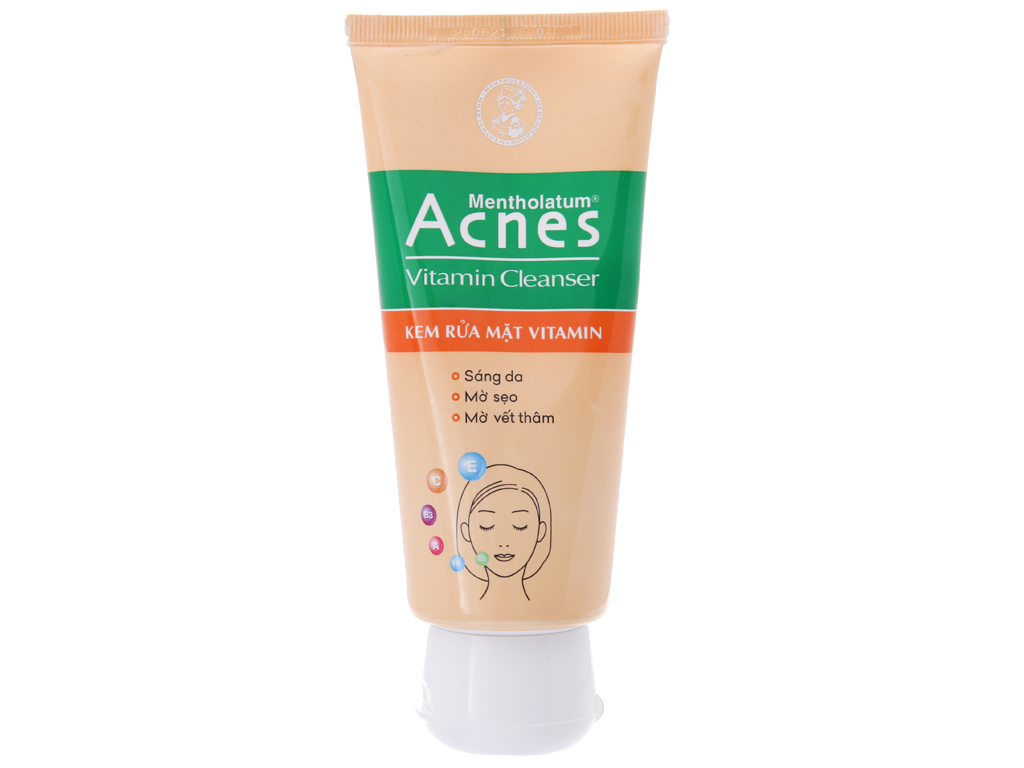 Mentholatum®
Acnes
Vitamin Cleanser
KEM RỬA MẶT VITAMIN
Sáng da
Mờ sẹo
Mờ vết thâm
E
C
B3
A